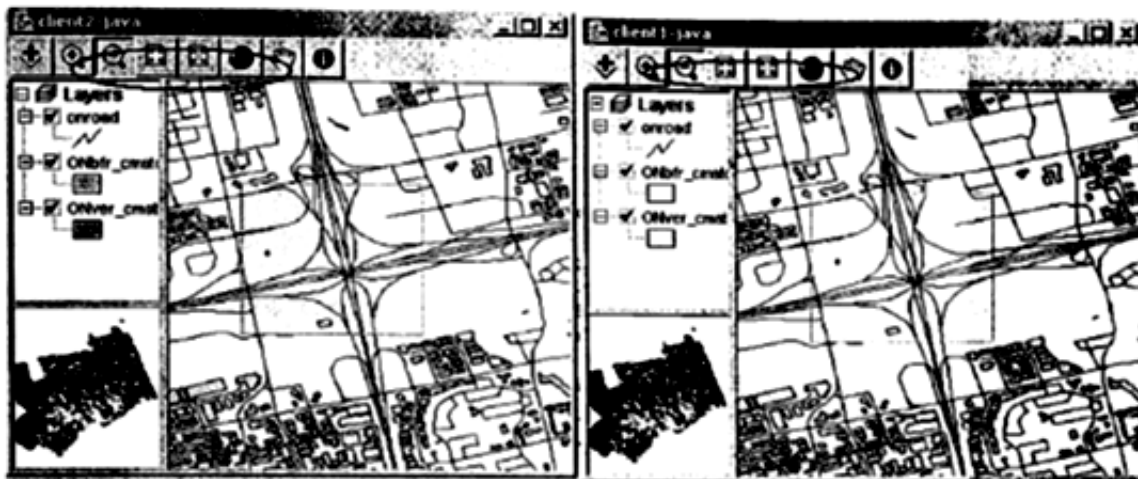 client2-java
Layers
onroad
ONbfr_cmat
ONver_cmat
client1-java
Layers
onroad
ONbfr_cmat
ONver_cmat